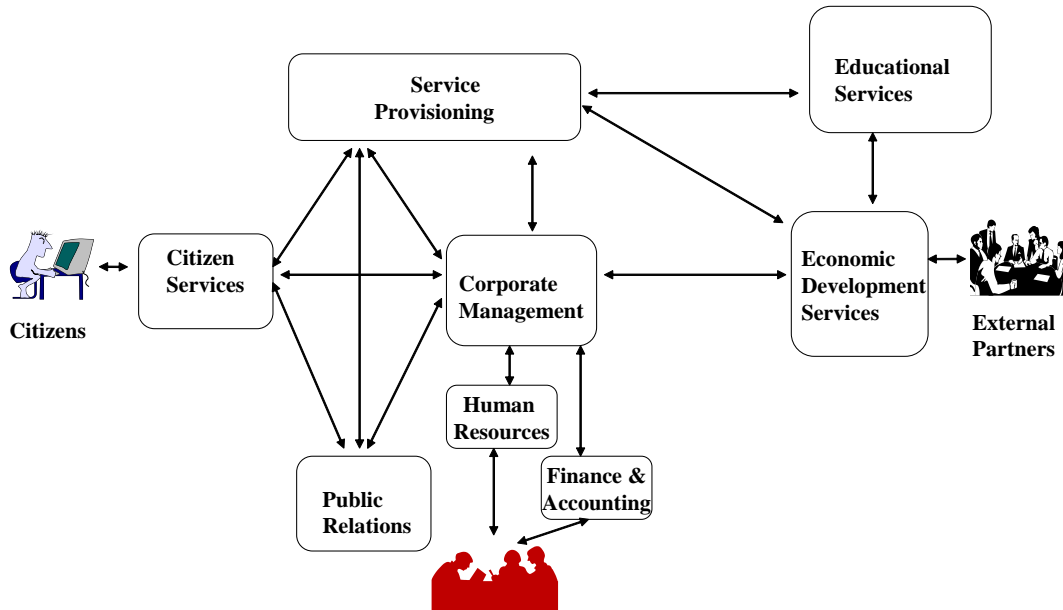 Service
Provisioning
Educational
Services
Citizen
Services
Corporate
Management
Economic
Development
Services
Citizens
External
Partners
Human
Resources
Finance &
Accounting
Public
Relations